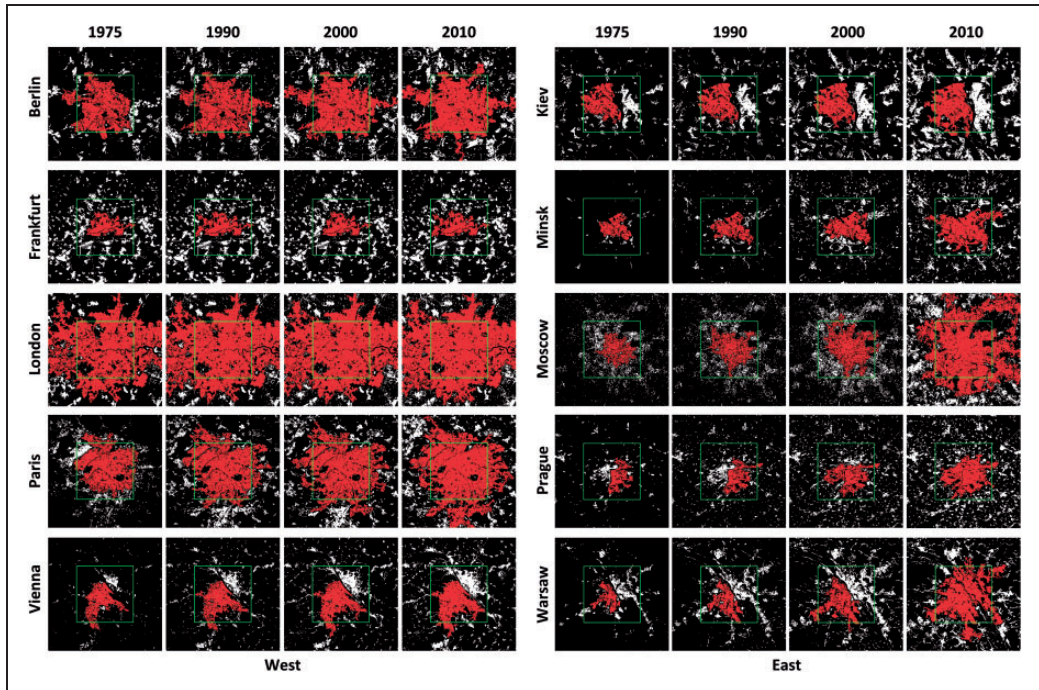 1975 1990 2000 2010 1975 1990 2000 2010
Berlin Kiev
Frankfurt Minsk
London Moscow
Paris Prague
Vienna Warsaw
West East